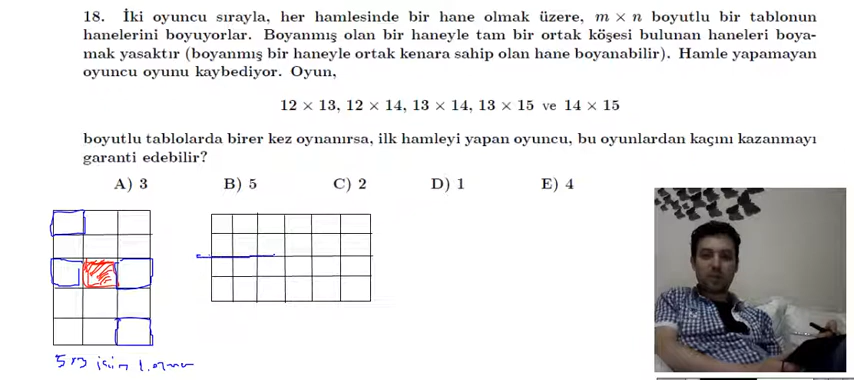 18. İki oyuncu sırayla, her hamlesinde bir hane olmak üzere, m × n boyutlu bir tablonun
hanelerini boyuyorlar. Boyanmış olan bir haneyle tam bir ortak köşesi bulunan haneleri boya-
mak yasaktır (boyanmış bir haneyle ortak kenara sahip olan hane boyanabilir). Hamle yapamayan
oyuncu oyunu kaybediyor. Oyun,
12 × 13, 12 × 14, 13 × 14, 13 × 15 ve 14 × 15
boyutlu tablolarda birer kez oynanırsa, ilk hamleyi yapan oyuncu, bu oyunlardan kaçını kazanmayı
garanti edebilir?
A) 3 B) 5 C) 2 D) 1 E) 4
5x3 için 1.